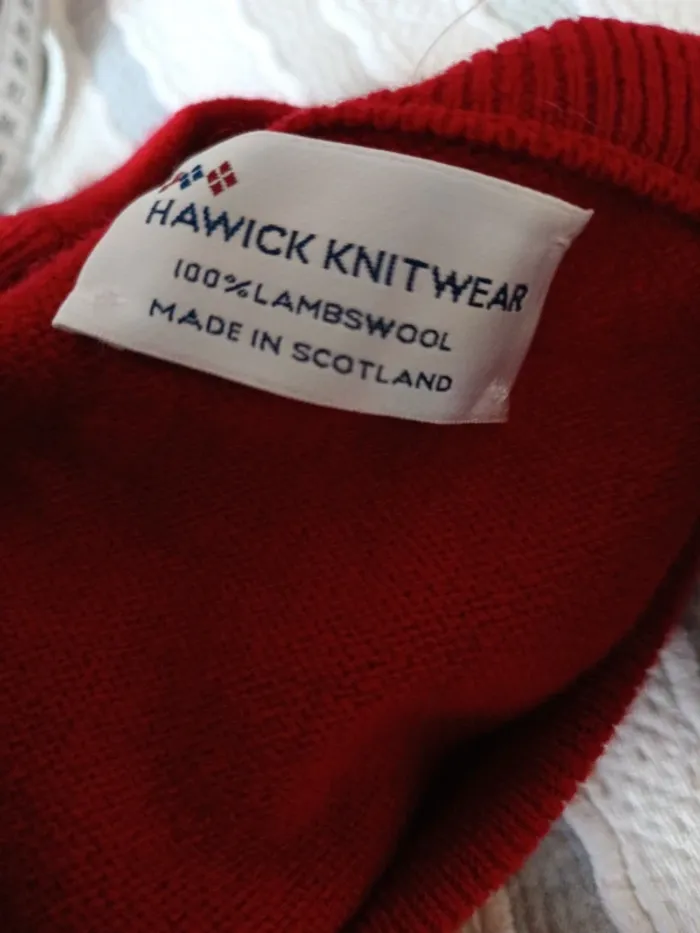 HAWICK KNITWEAR
100% LAMBSWOOL
MADE IN SCOTLAND